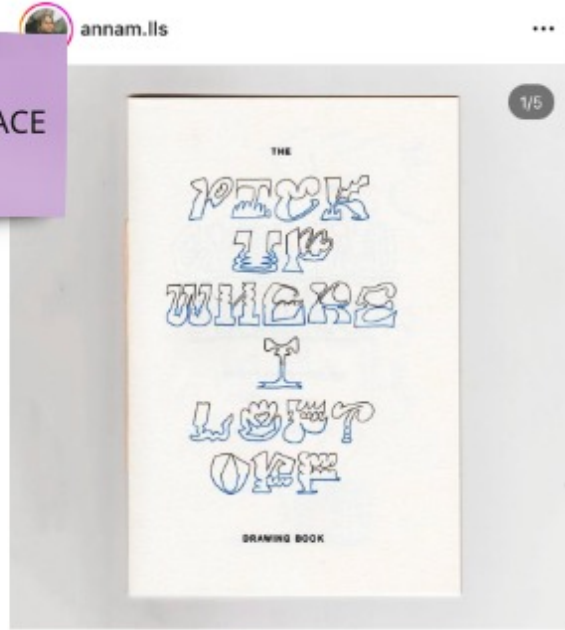 annam.lls
ACE
1/5
THE
PICK
UP
WHERE
I
LEFT
OFF
DRAWING BOOK